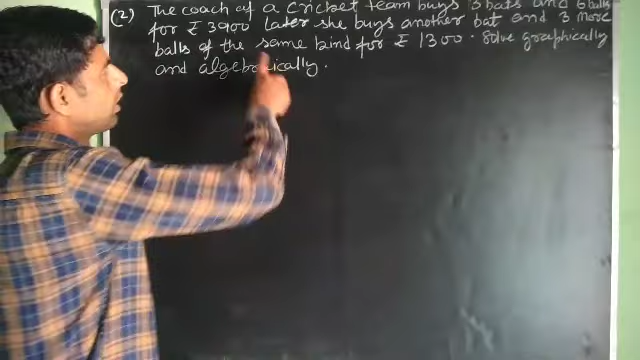 (2) The coach of a cricket team buys 3 bats and 6 balls
for ₹ 3900 later she buys another bat and 3 more
balls of the same kind for ₹ 1300. Solve graphically
and algebraically.